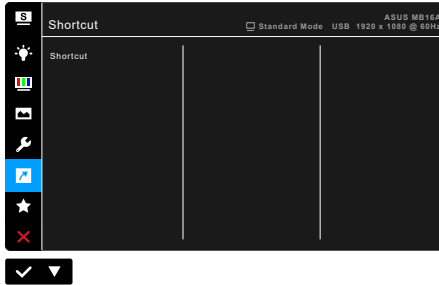 S
ASUS MB16A
Shortcut
Standard Mode USB 1920 x 1080 @ 60Hz
Shortcut